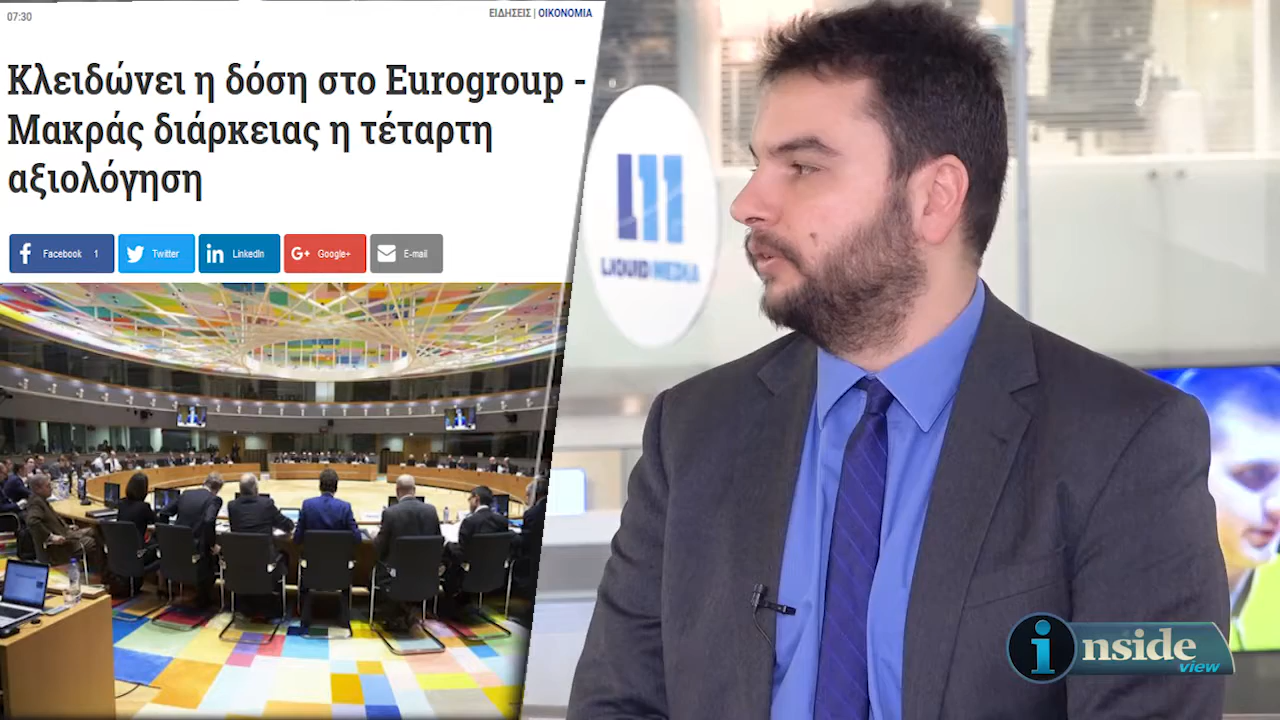 07:30
ΕΙΔΗΣΕΙΣ | ΟΙΚΟΝΟΜΙΑ
Κλειδώνει η δόση στο Eurogroup -
Μακράς διάρκειας η τέταρτη
αξιολόγηση
Facebook 1
Twitter
LinkedIn
Google+
E-mail
LIQUID MEDIA
inside
view